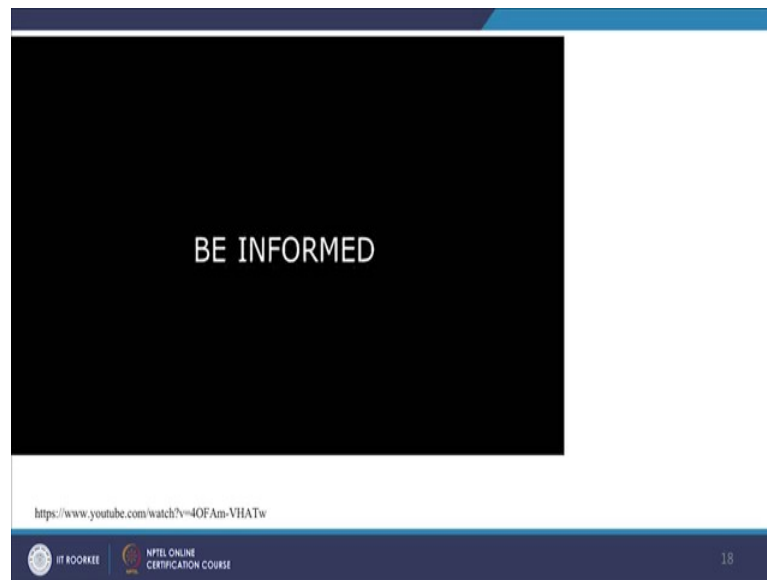 BE INFORMED
https://www.youtube.com/watch?v=4OFAm-VHATw
IIT ROORKEE
NPTEL ONLINE
CERTIFICATION COURSE
18